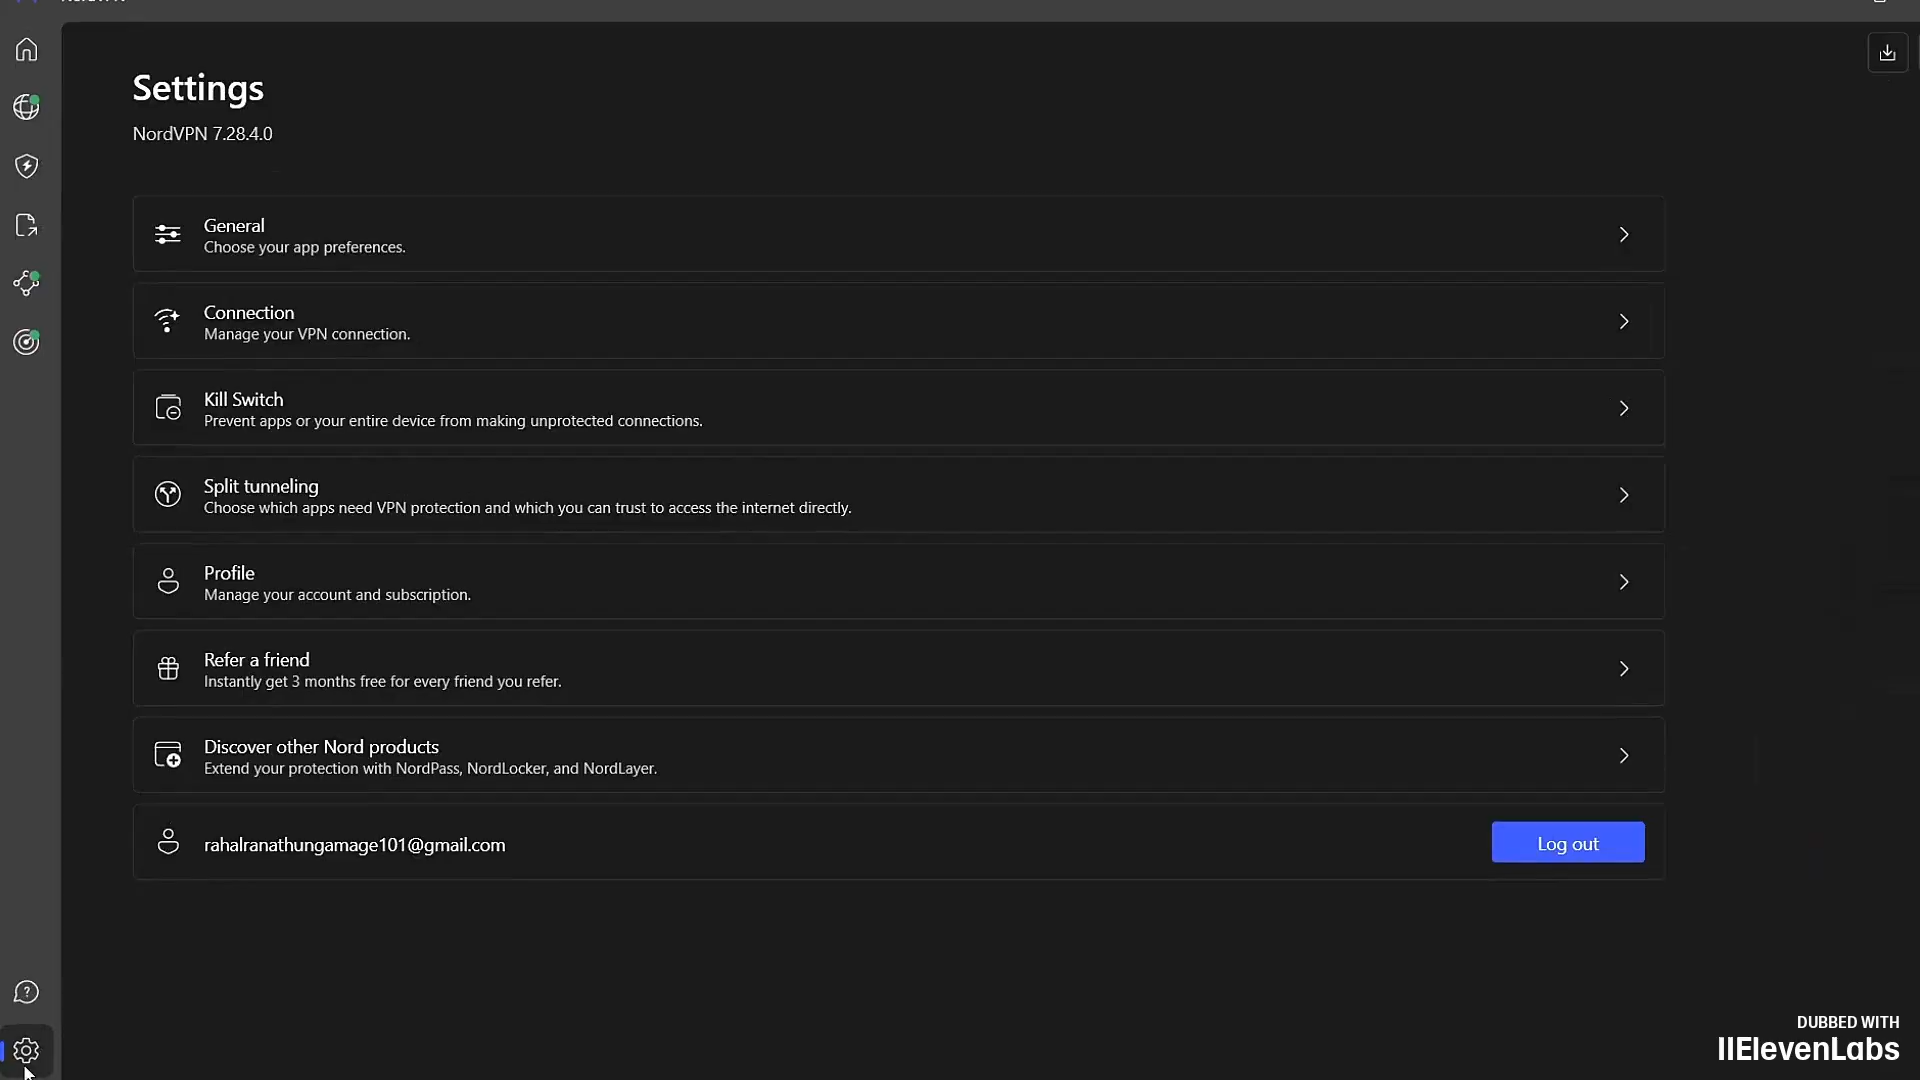 Settings
NordVPN 7.28.4.0
General
Choose your app preferences.
Connection
Manage your VPN connection.
Kill Switch
Prevent apps or your entire device from making unprotected connections.
Split tunneling
Choose which apps need VPN protection and which you can trust to access the internet directly.
Profile
Manage your account and subscription.
Refer a friend
Instantly get 3 months free for every friend you refer.
Discover other Nord products
Extend your protection with NordPass, NordLocker, and NordLayer.
rahalranathungamage101@gmail.com
Log out
DUBBED WITH
IIElevenLabs